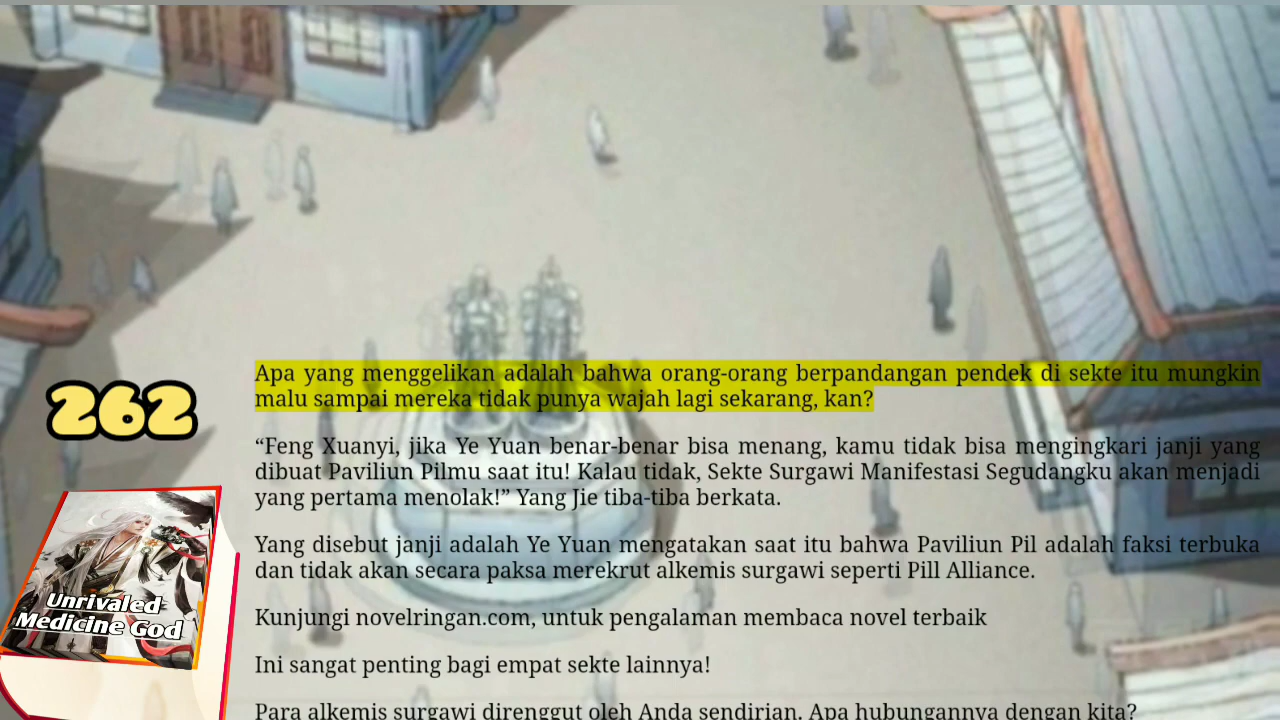 Apa yang menggelikan adalah bahwa orang-orang berpandangan pendek di sekte itu mungkin
malu sampai mereka tidak punya wajah lagi sekarang, kan?
262
“Feng Xuanyi, jika Ye Yuan benar-benar bisa menang, kamu tidak bisa mengingkari janji yang
dibuat Paviliun Pilmu saat itu! Kalau tidak, Sekte Surgawi Manifestasi Segudangku akan menjadi
yang pertama menolak!” Yang Jie tiba-tiba berkata.
Yang disebut janji adalah Ye Yuan mengatakan saat itu bahwa Paviliun Pil adalah faksi terbuka
dan tidak akan secara paksa merekrut alkemis surgawi seperti Pill Alliance.
Unrivaled
Medicine God
Kunjungi novelringan.com, untuk pengalaman membaca novel terbaik
Ini sangat penting bagi empat sekte lainnya!
Para alkemis surgawi direnggut oleh Anda sendirian. Apa hubungannya dengan kita?